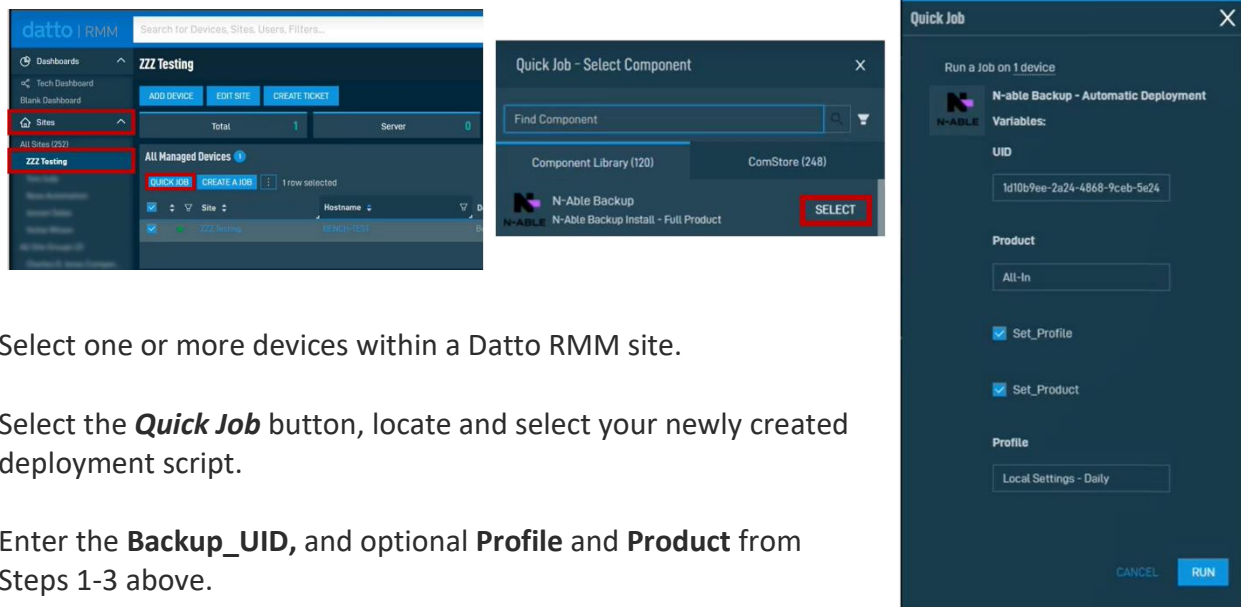 datto | RMM
Search for Devices, Sites, Users, Filters...
Dashboards
Tech Dashboard
Blank Dashboard
Sites
All Sites (252)
ZZZ Testing
ZZZ Testing
ADD DEVICE EDIT SITE CREATE TICKET
Total 1 Server 0
All Managed Devices 1
QUICK JOB CREATE A JOB 1 row selected
Site Hostname
ZZZ Testing BENCH-TEST
Quick Job - Select Component X
Find Component
Component Library (120) ComStore (248)
N-ABLE
N-Able Backup
N-Able Backup Install - Full Product
SELECT
Quick Job X
Run a Job on 1 device
N-ABLE
N-able Backup - Automatic Deployment
Variables:
UID
1d10b9ee-2a24-4868-9ceb-5e24
Product
All-In
Set_Profile
Set_Product
Profile
Local Settings - Daily
CANCEL RUN
Select one or more devices within a Datto RMM site.
Select the Quick Job button, locate and select your newly created
deployment script.
Enter the Backup_UID, and optional Profile and Product from
Steps 1-3 above.